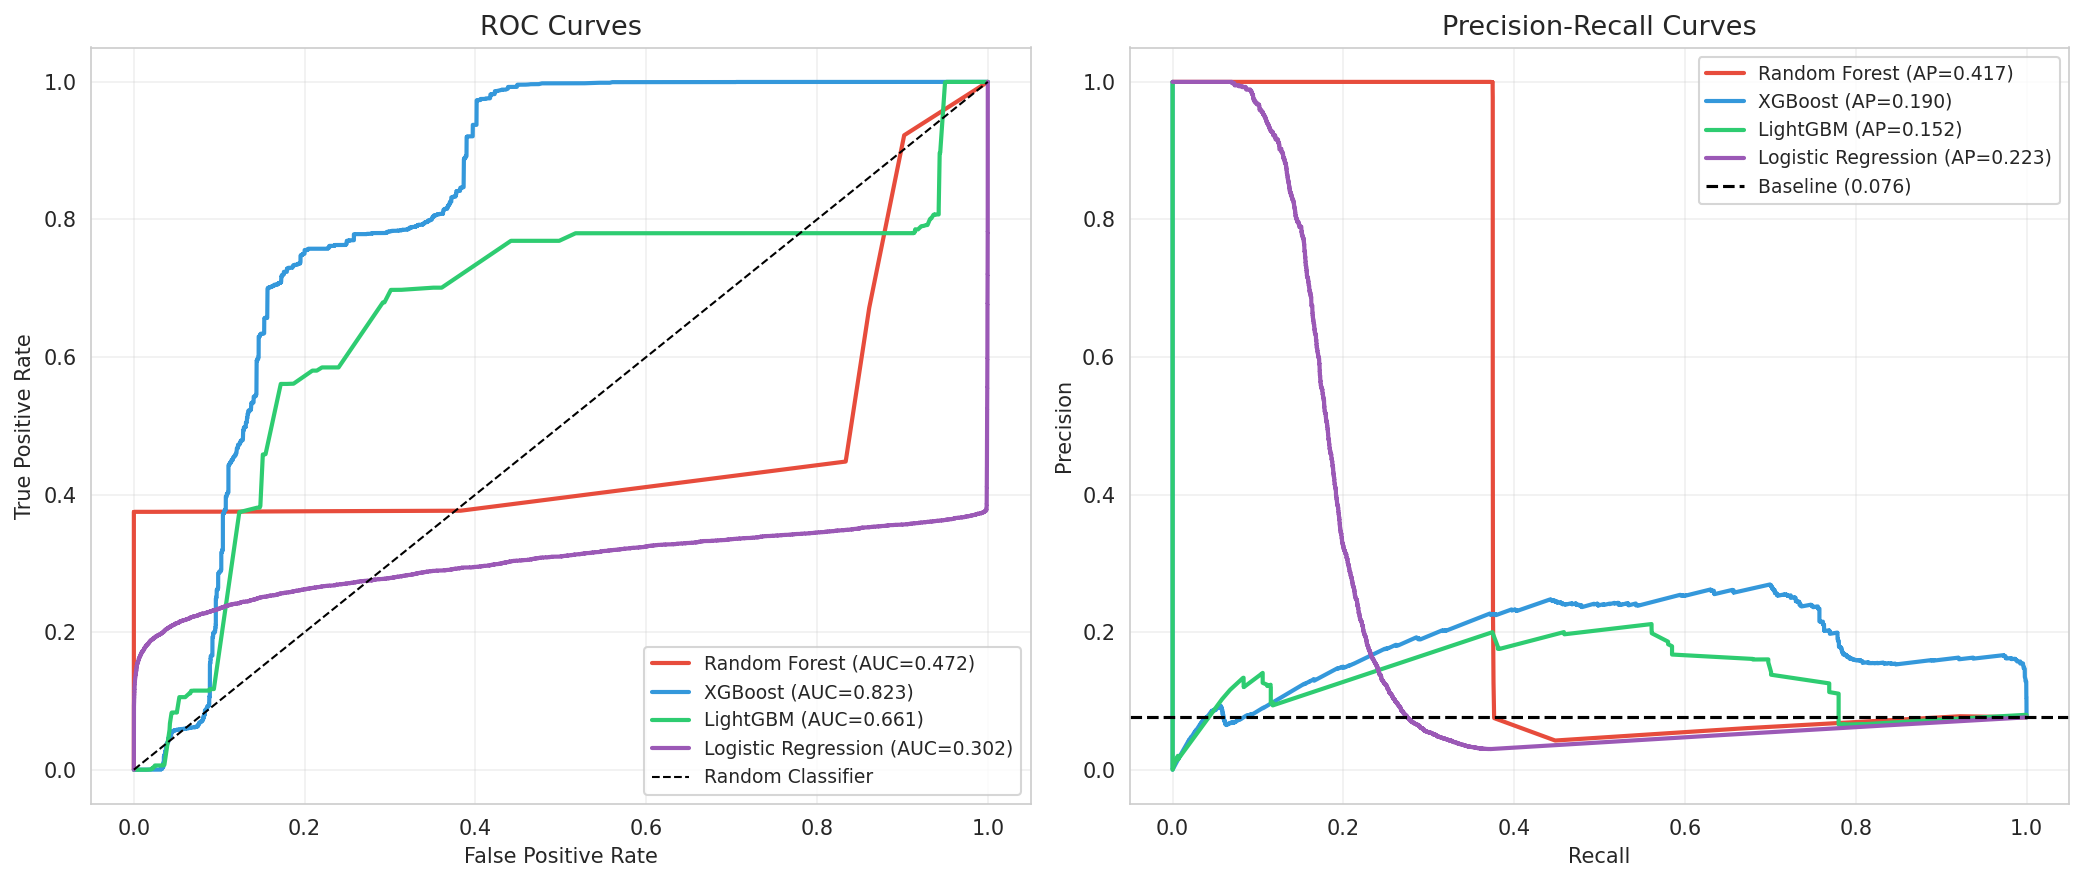 ROC Curves
True Positive Rate
1.0
0.8
0.6
0.4
0.2
0.0
Random Forest (AUC=0.472)
XGBoost (AUC=0.823)
LightGBM (AUC=0.661)
Logistic Regression (AUC=0.302)
Random Classifier
0.0 0.2 0.4 0.6 0.8 1.0
False Positive Rate
Precision-Recall Curves
Precision
1.0
0.8
0.6
0.4
0.2
0.0
Random Forest (AP=0.417)
XGBoost (AP=0.190)
LightGBM (AP=0.152)
Logistic Regression (AP=0.223)
Baseline (0.076)
0.0 0.2 0.4 0.6 0.8 1.0
Recall